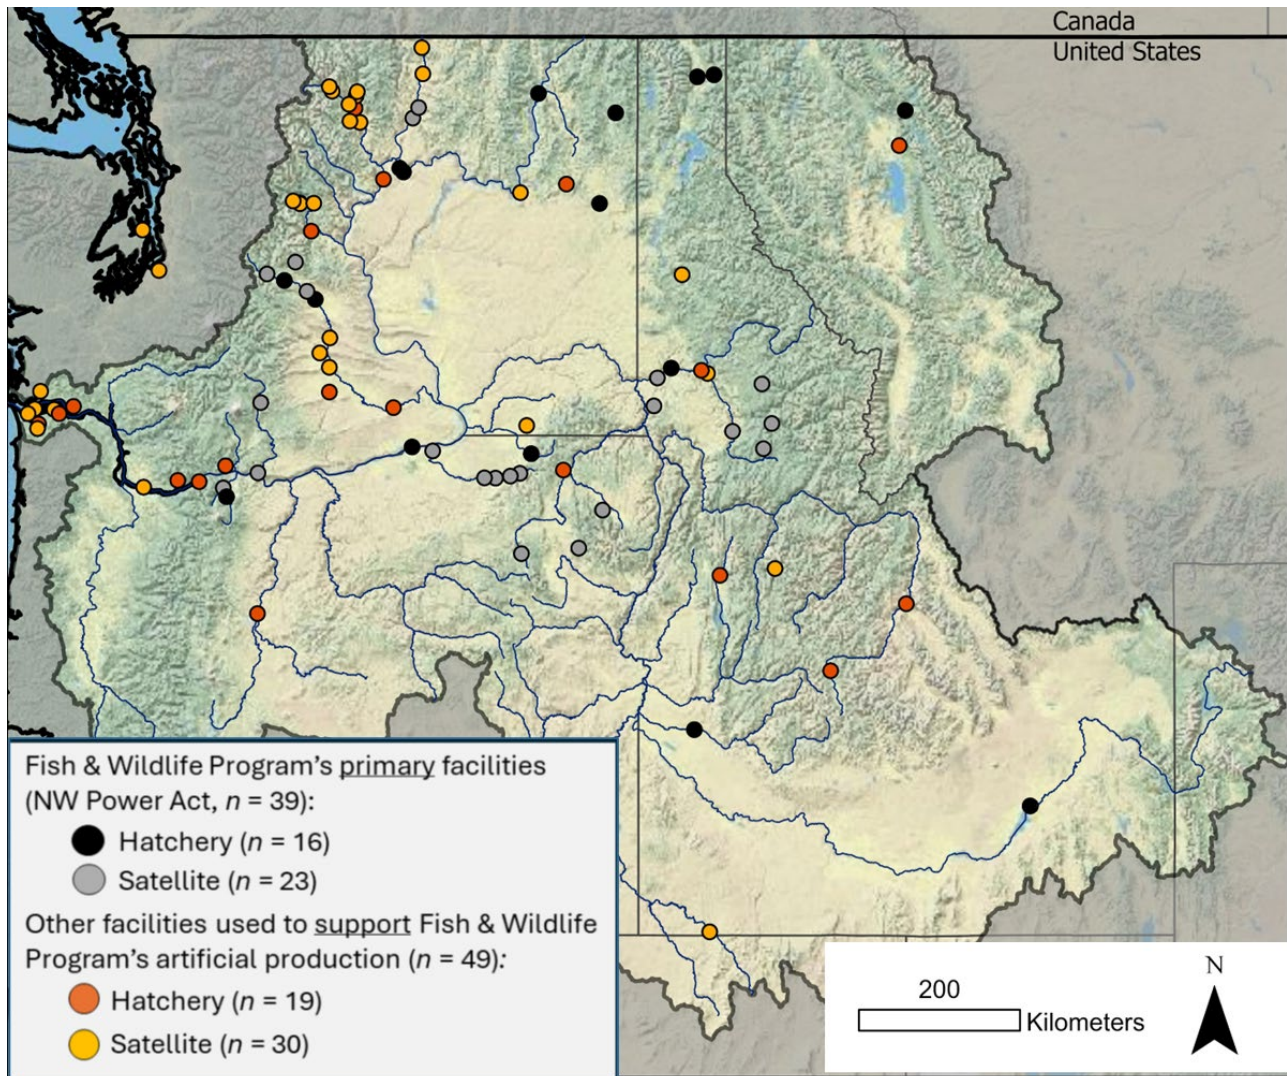 Canada
United States
Fish & Wildlife Program’s primary facilities
(NW Power Act, n = 39):
Hatchery (n = 16)
Satellite (n = 23)
Other facilities used to support Fish & Wildlife
Program’s artificial production (n = 49):
Hatchery (n = 19)
Satellite (n = 30)
200
Kilometers
N